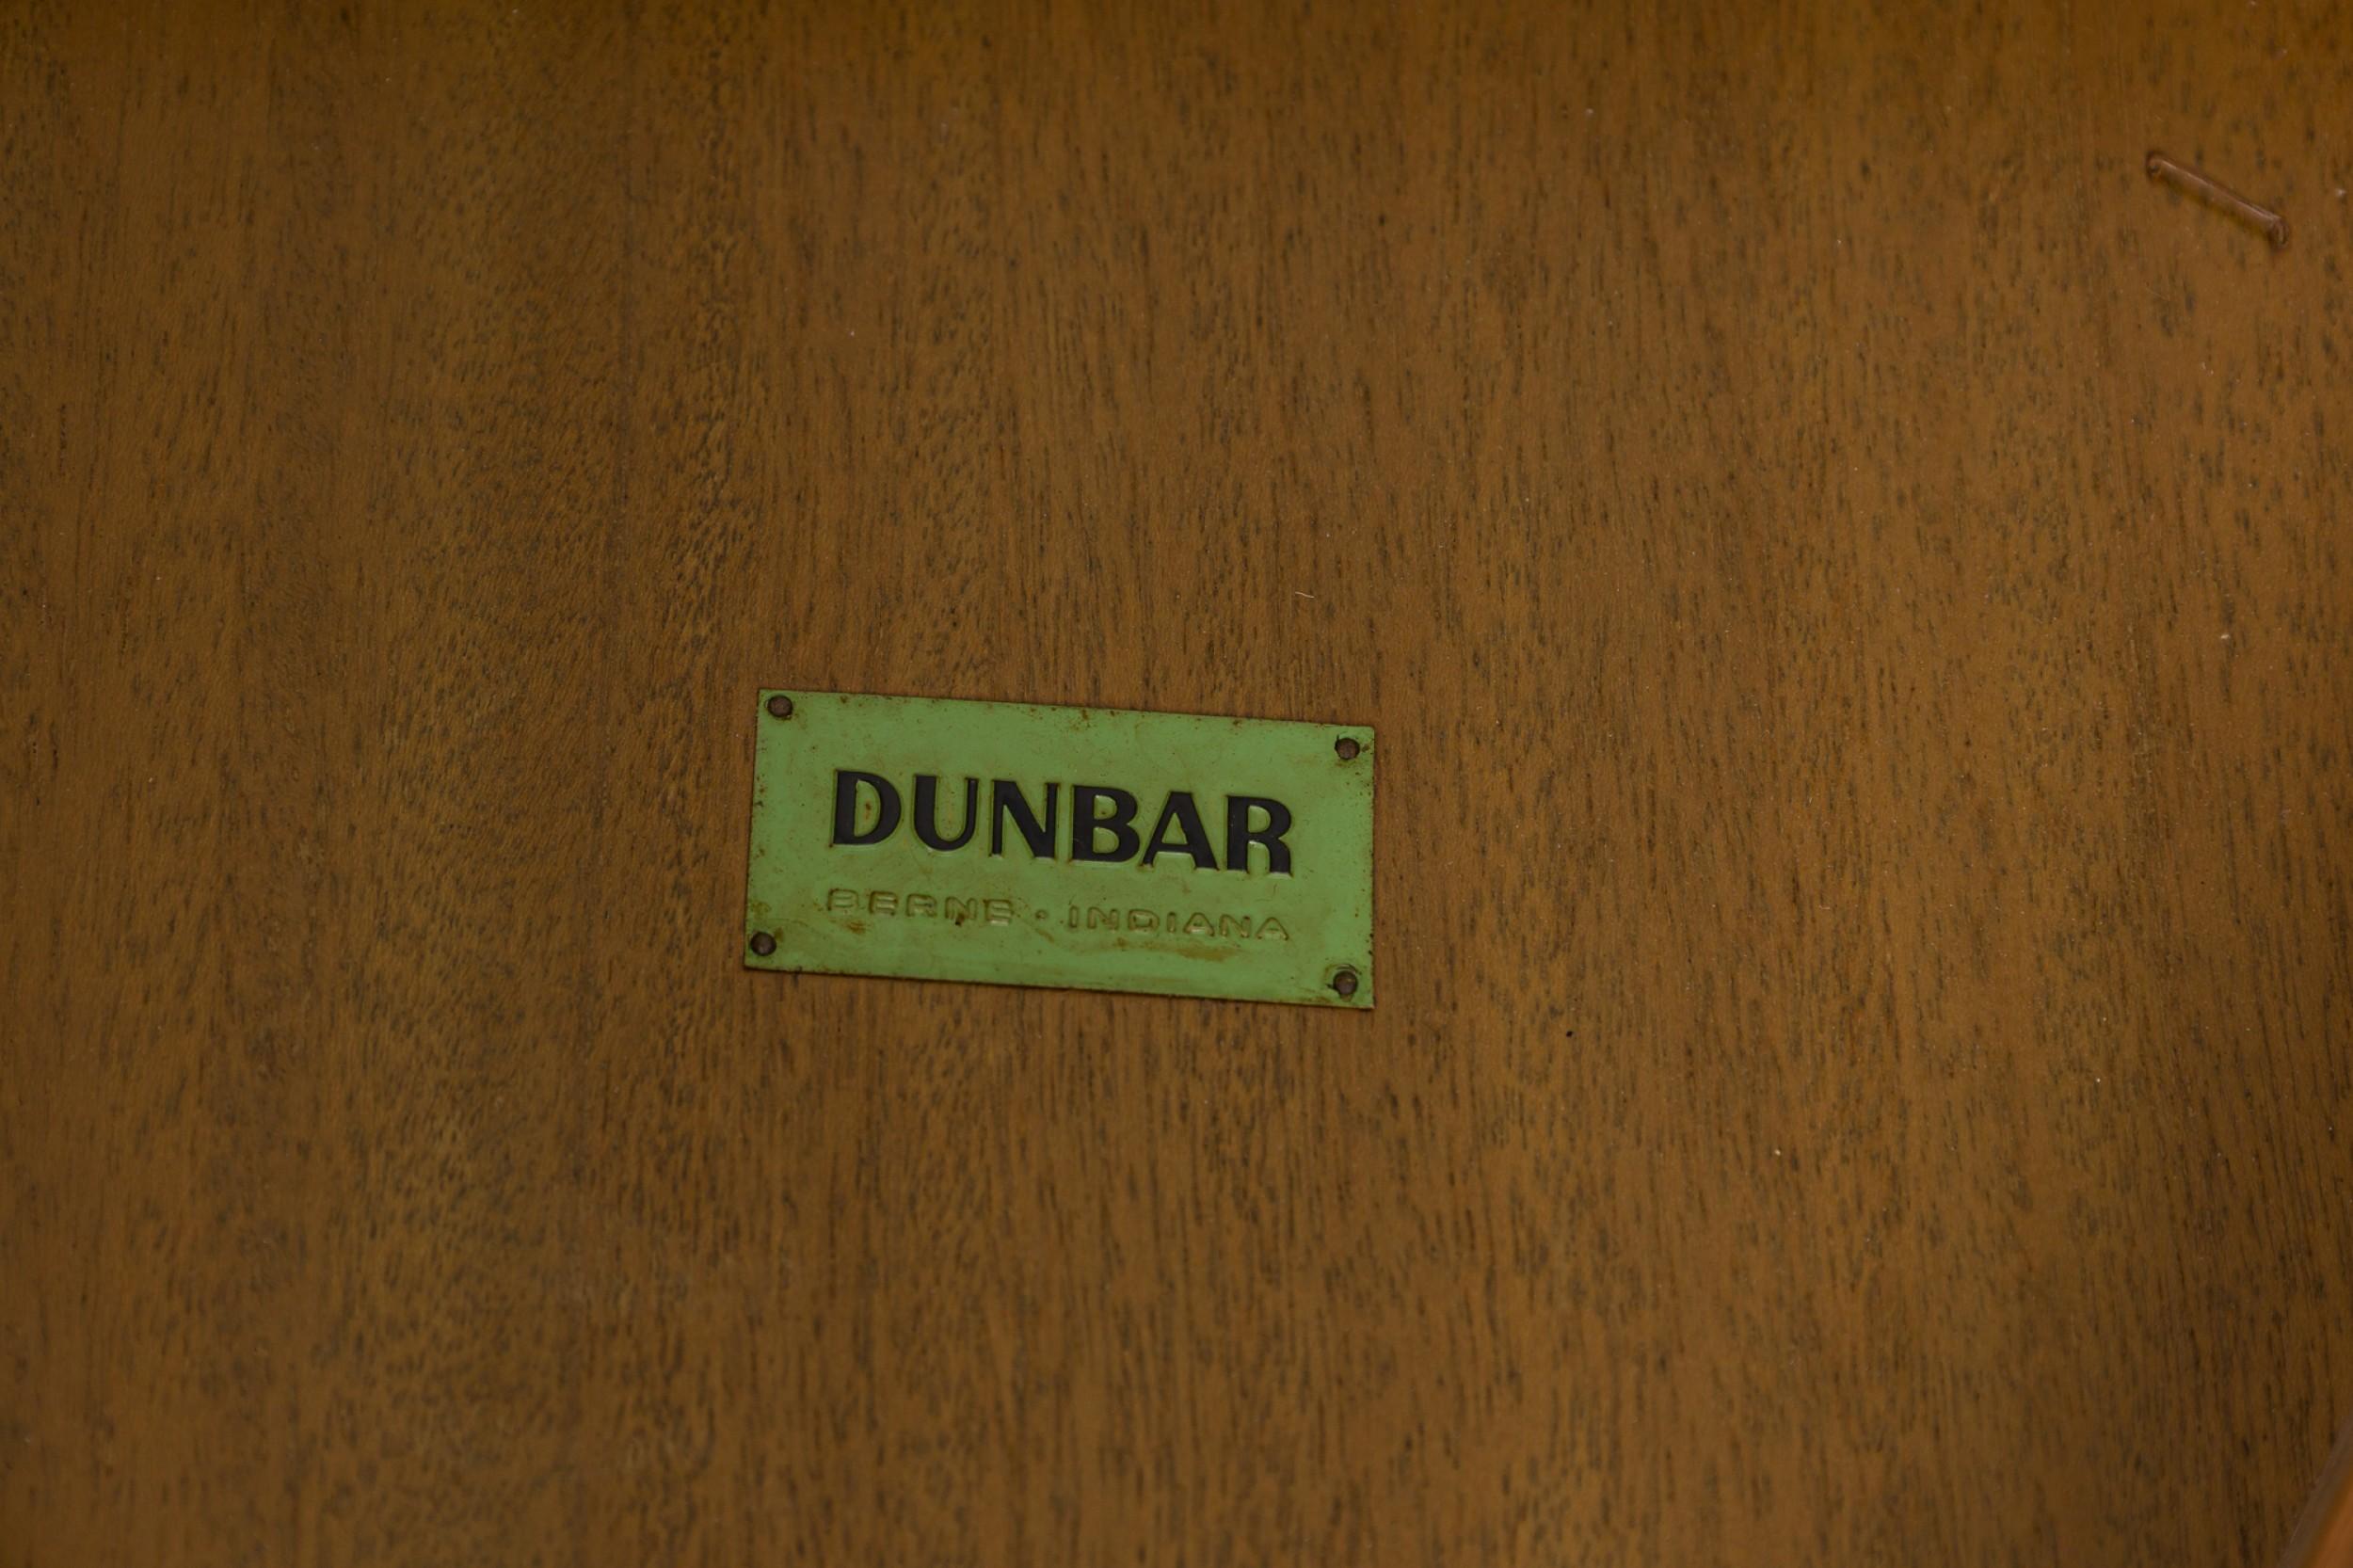 DUNBAR
BERNE · INDIANA